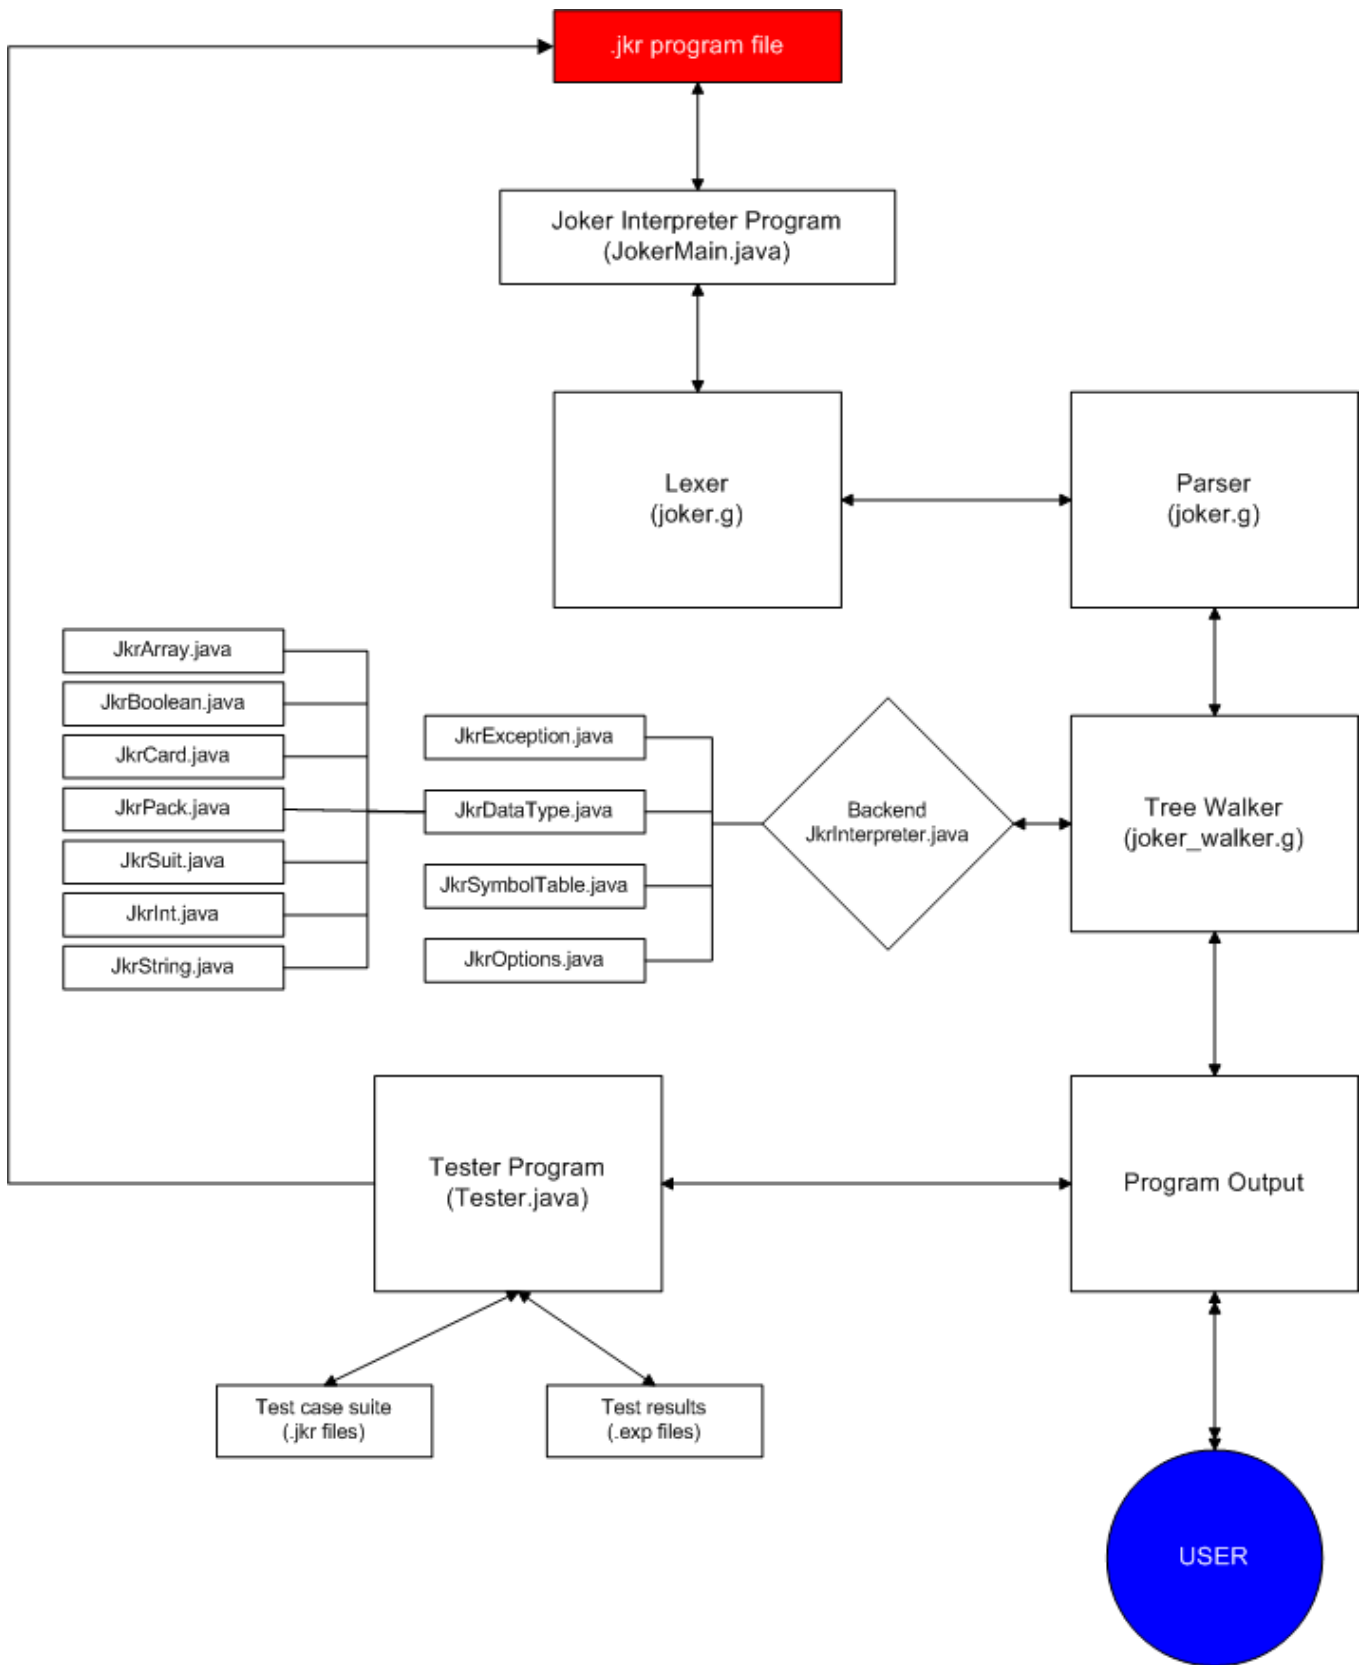 .jkr program file
Joker Interpreter Program
(JokerMain.java)
Lexer
(joker.g)
Parser
(joker.g)
JkrArray.java
JkrBoolean.java
JkrCard.java
JkrPack.java
JkrSuit.java
JkrInt.java
JkrString.java
JkrException.java
JkrDataType.java
JkrSymbolTable.java
JkrOptions.java
Backend
JkrInterpreter.java
Tree Walker
(joker_walker.g)
Tester Program
(Tester.java)
Program Output
Test case suite
(.jkr files)
Test results
(.exp files)
USER